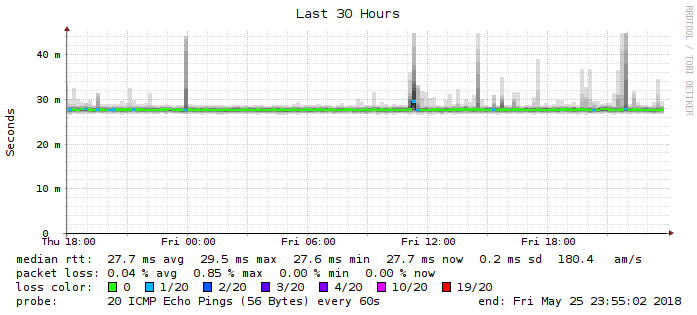 Last 30 Hours
RRDTOOL / TOBI OETIKER
Seconds
40 m
30 m
20 m
10 m
0
Thu 18:00 Fri 00:00 Fri 06:00 Fri 12:00 Fri 18:00
median rtt: 27.7 ms avg 29.5 ms max 27.6 ms min 27.7 ms now 0.2 ms sd 180.4 am/s
packet loss: 0.04 % avg 0.85 % max 0.00 % min 0.00 % now
loss color: 0 1/20 2/20 3/20 4/20 10/20 19/20
probe: 20 ICMP Echo Pings (56 Bytes) every 60s end: Fri May 25 23:55:02 2018